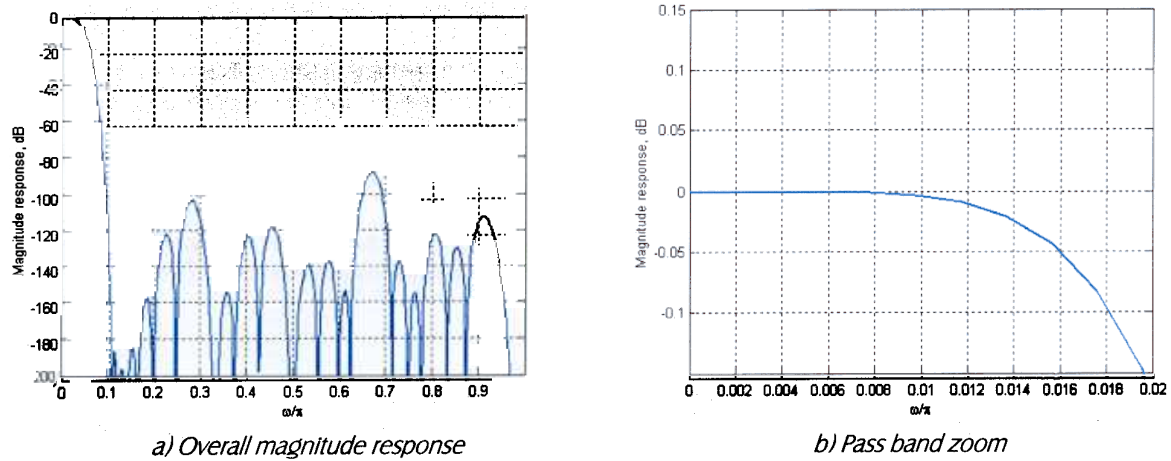 0
-20
-40
-60
-80
-100
-120
-140
-160
-180
Magnitude response, dB
0 0.1 0.2 0.3 0.4 0.5 0.6 0.7 0.8 0.9
ω/π
a) Overall magnitude response
0.15
0.1
0.05
0
-0.05
-0.1
Magnitude response, dB
0 0.002 0.004 0.006 0.008 0.01 0.012 0.014 0.016 0.018 0.02
ω/π
b) Pass band zoom